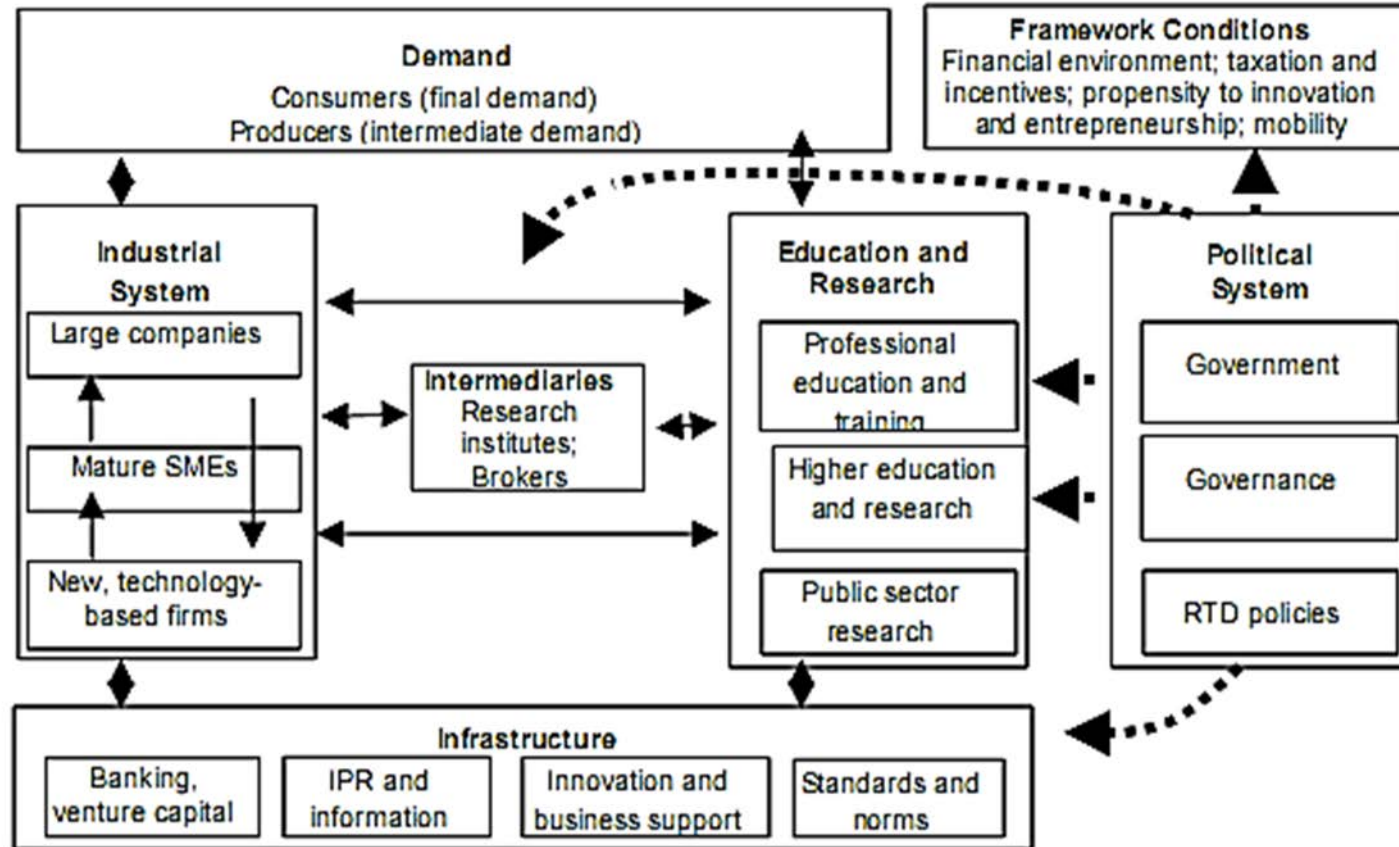 Demand
Consumers (final demand)
Producers (intermediate demand)
Framework Conditions
Financial environment; taxation and
incentives; propensity to innovation
and entrepreneurship; mobility
Industrial
System
Large companies
Mature SMEs
New, technology-
based firms
Intermediaries
Research
institutes;
Brokers
Education and
Research
Professional
education and
training
Higher education
and research
Public sector
research
Political
System
Government
Governance
RTD policies
Infrastructure
Banking,
venture capital
IPR and
information
Innovation and
business support
Standards and
norms